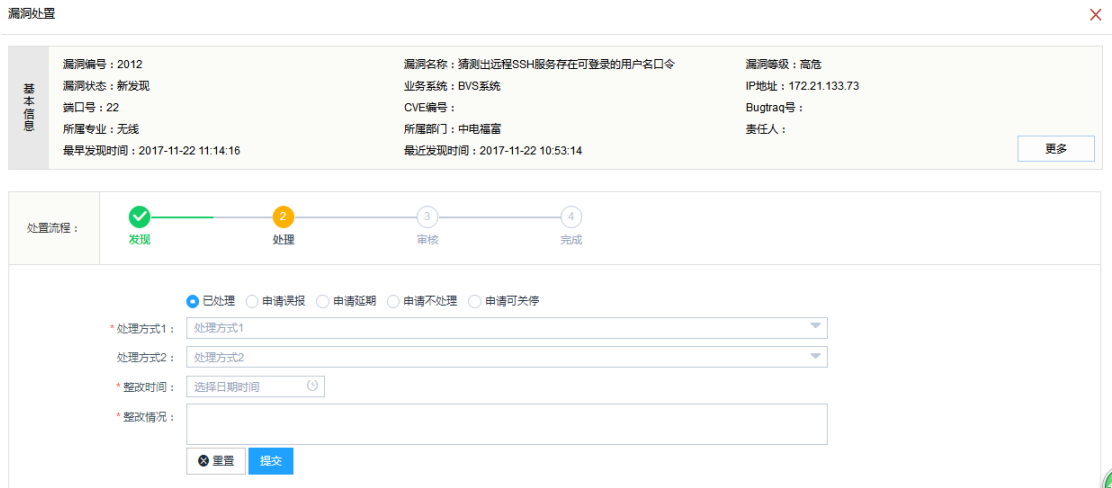 漏洞处置
基本信息
漏洞编号：2012 漏洞名称：猜测出远程SSH服务存在可登录的用户名口令 漏洞等级：高危
漏洞状态：新发现 业务系统：BVS系统 IP地址：172.21.133.73
端口号：22 CVE编号： Bugtraq号：
所属专业：无线 所属部门：中电福富 责任人：
最早发现时间：2017-11-22 11:14:16 最近发现时间：2017-11-22 10:53:14
更多
处置流程：
2 3 4
发现 处理 审核 完成
已处理 申请误报 申请延期 申请不处理 申请可关停
*处理方式1： 处理方式1
处理方式2： 处理方式2
*整改时间： 选择日期时间
*整改情况：
重置 提交